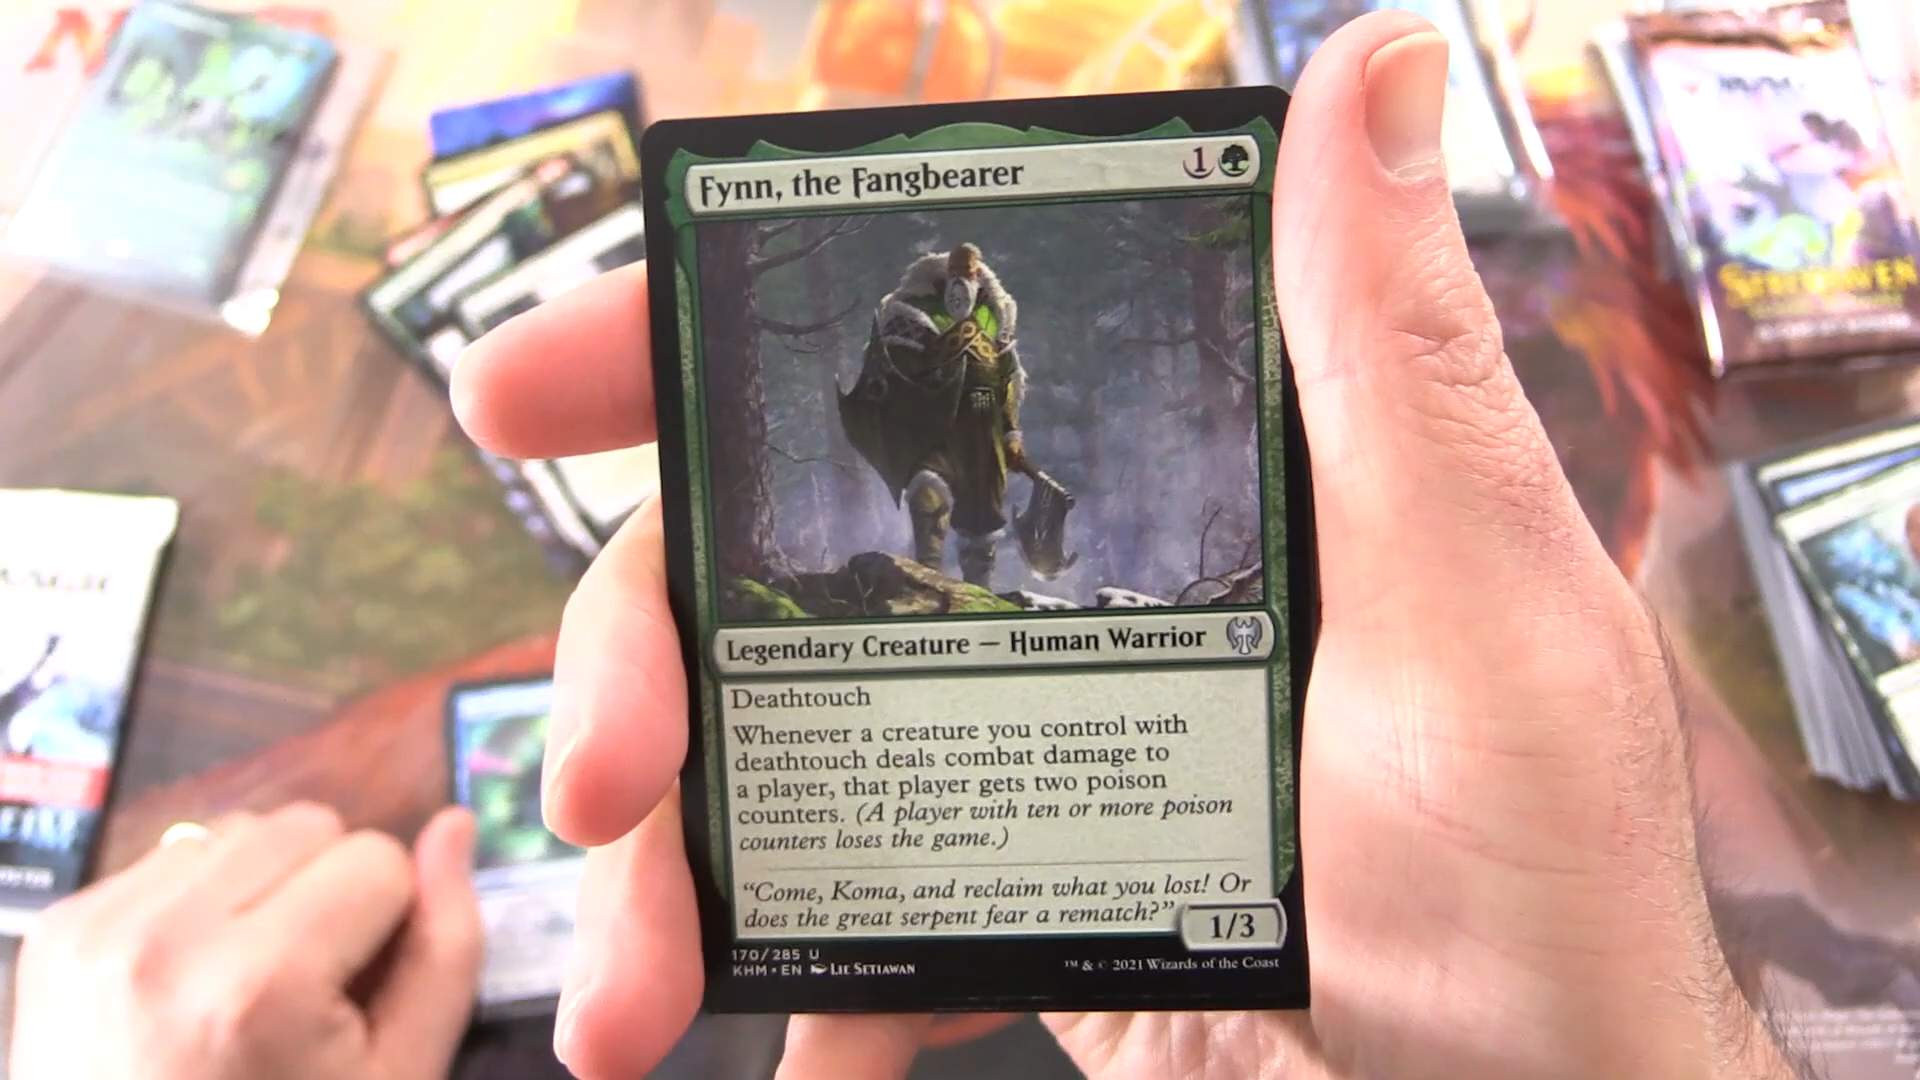 Fynn, the Fangbearer 1
Legendary Creature — Human Warrior
Deathtouch
Whenever a creature you control with
deathtouch deals combat damage to
a player, that player gets two poison
counters. (A player with ten or more poison
counters loses the game.)
“Come, Koma, and reclaim what you lost! Or
does the great serpent fear a rematch?”
1/3
170/285 U
KHM • EN Lie Setiawan
™ & © 2021 Wizards of the Coast
MAGIC
STRIXHAVEN